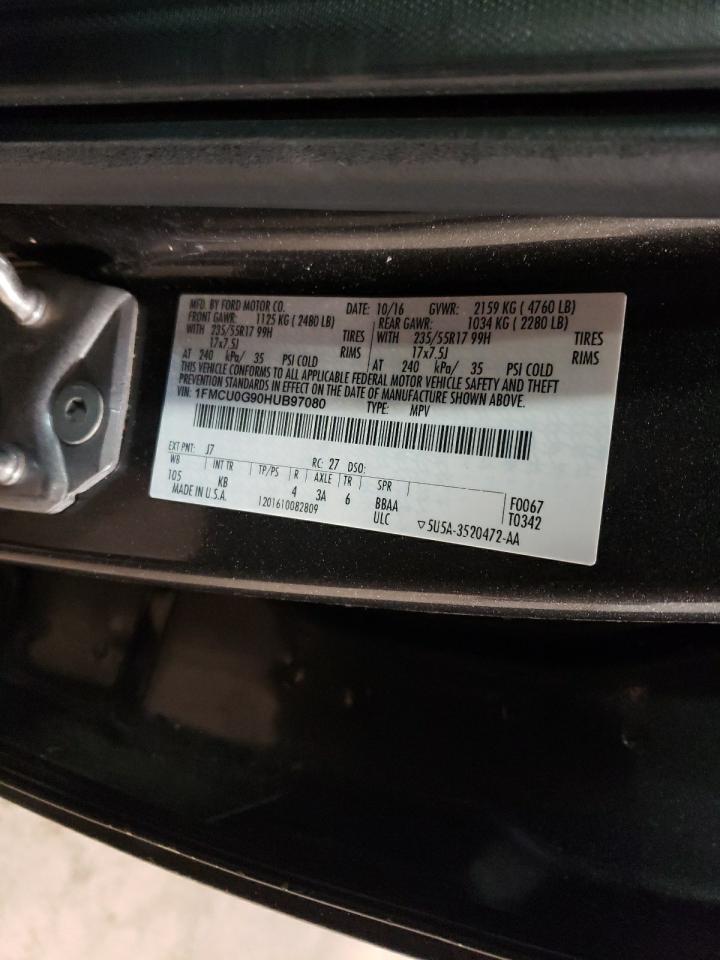 MFD. BY FORD MOTOR CO. DATE: 10/16 GVWR: 2159 KG ( 4760 LB)
FRONT GAWR: 1125 KG ( 2480 LB) REAR GAWR: 1034 KG ( 2280 LB)
WITH 235/55R17 99H TIRES WITH 235/55R17 99H TIRES
17x7.5J RIMS 17x7.5J RIMS
AT 240 kPa/ 35 PSI COLD AT 240 kPa/ 35 PSI COLD
THIS VEHICLE CONFORMS TO ALL APPLICABLE FEDERAL MOTOR VEHICLE SAFETY AND THEFT
PREVENTION STANDARDS IN EFFECT ON THE DATE OF MANUFACTURE SHOWN ABOVE.
VIN: 1FMCU0G90HUB97080
TYPE: MPV
EXT PNT: J7 RC: 27 DSO:
WB INT TR TP/PS R AXLE TR SPR
105 KB 4 3A 6 BBAA F0067
MADE IN U.S.A. 1201610082809 ULC T0342
▽5U5A-3520472-AA